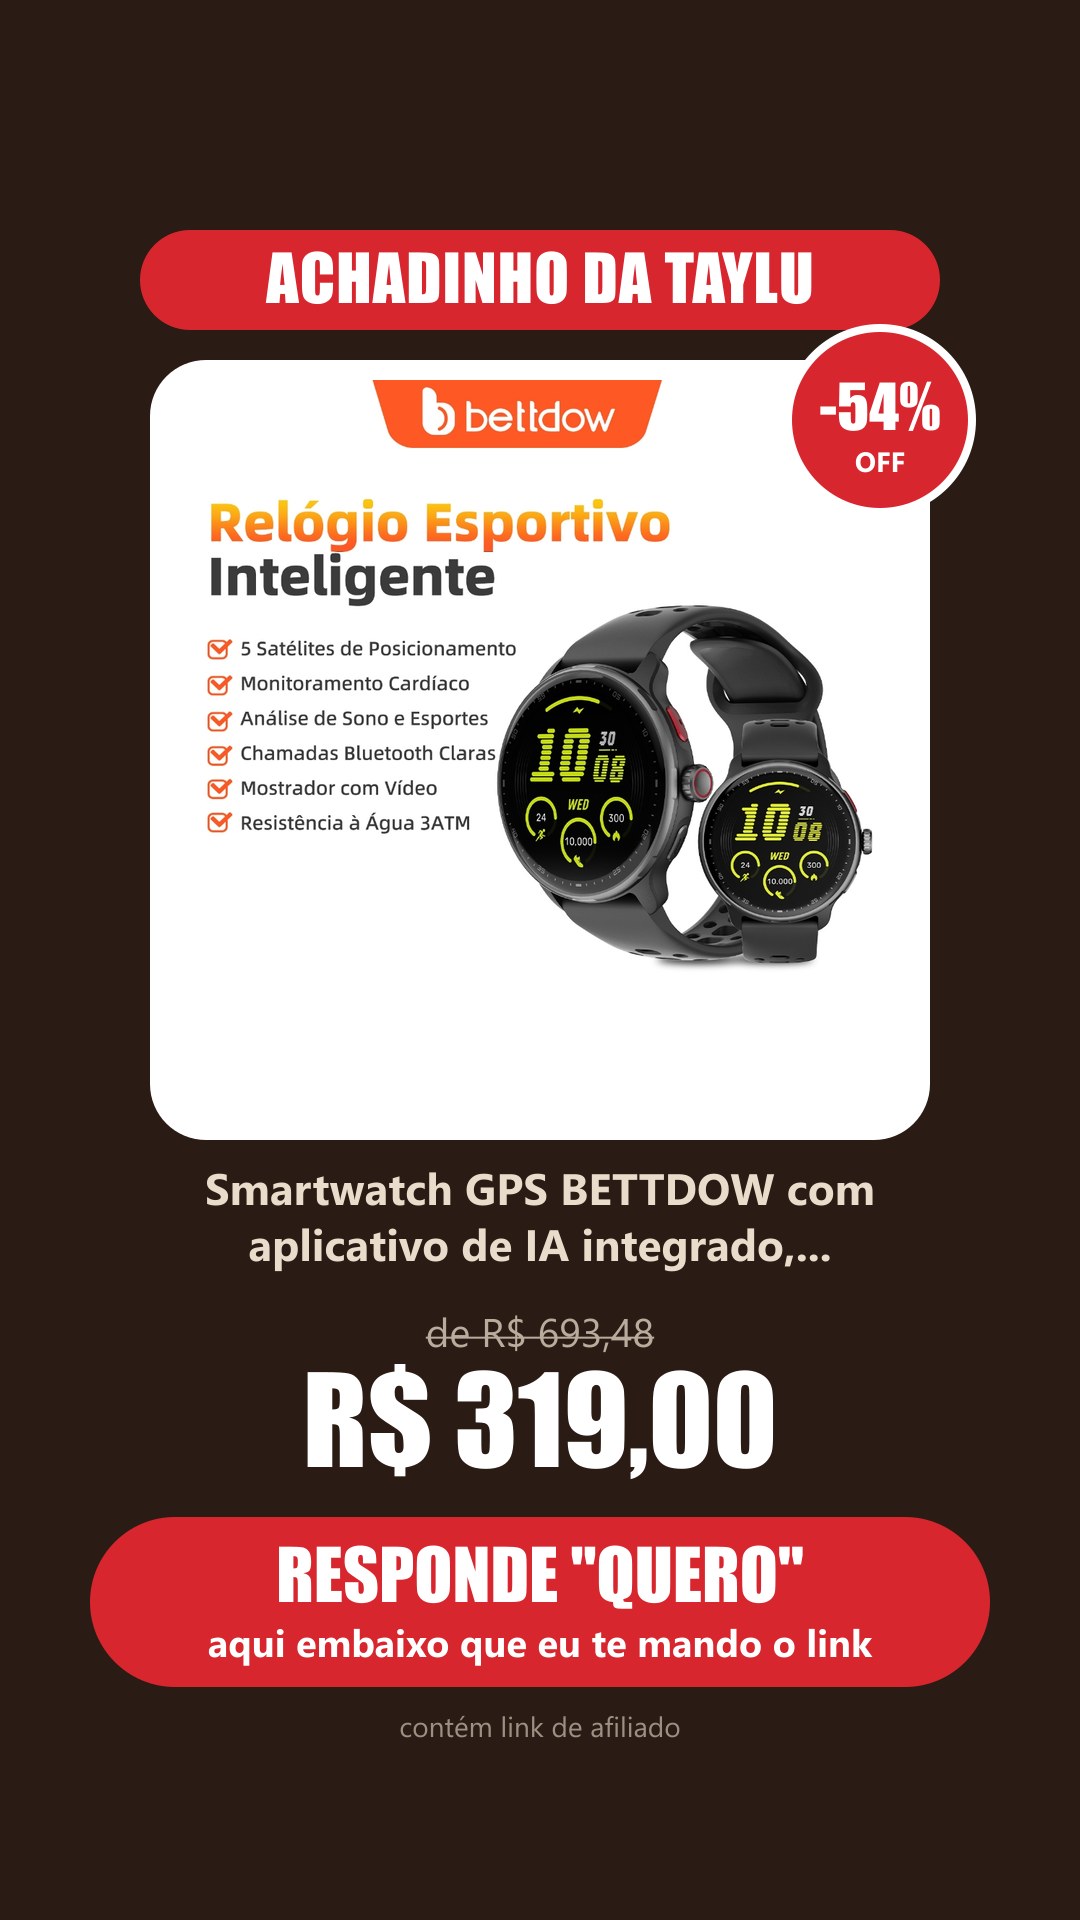 ACHADINHO DA TAYLU
-54%
OFF
bettdow
Relógio Esportivo
Inteligente
5 Satélites de Posicionamento
Monitoramento Cardíaco
Análise de Sono e Esportes
Chamadas Bluetooth Claras
Mostrador com Vídeo
Resistência à Água 3ATM
10 30
08
WED
24
300
10.000
10 30
08
WED
24
300
10.000
Smartwatch GPS BETTDOW com
aplicativo de IA integrado,...
de R$ 693,48
R$ 319,00
RESPONDE "QUERO"
aqui embaixo que eu te mando o link
contém link de afiliado